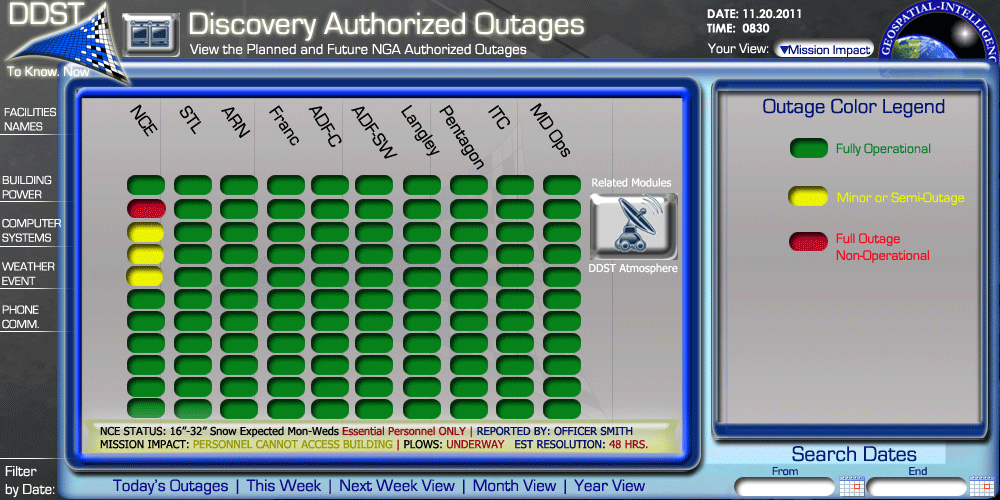 DDST
To Know. Now
Discovery Authorized Outages
View the Planned and Future NGA Authorized Outages
DATE: 11.20.2011
TIME: 0830
Your View: ▼Mission Impact
GEOSPATIAL-INTELLIGENC
FACILITIES
NAMES
BUILDING
POWER
COMPUTER
SYSTEMS
WEATHER
EVENT
PHONE
COMM.
Filter
by Date:
NCE
STL
ARN
Franc
ADF-C
ADF-SW
Langley
Pentagon
ITC
MD Ops
Related Modules
DDST Atmosphere
NCE STATUS: 16”-32” Snow Expected Mon-Weds Essential Personnel ONLY | REPORTED BY: OFFICER SMITH
MISSION IMPACT: PERSONNEL CANNOT ACCESS BUILDING | PLOWS: UNDERWAY EST RESOLUTION: 48 HRS.
Today's Outages | This Week | Next Week View | Month View | Year View
Outage Color Legend
Fully Operational
Minor or Semi-Outage
Full Outage
Non-Operational
Search Dates
From
End